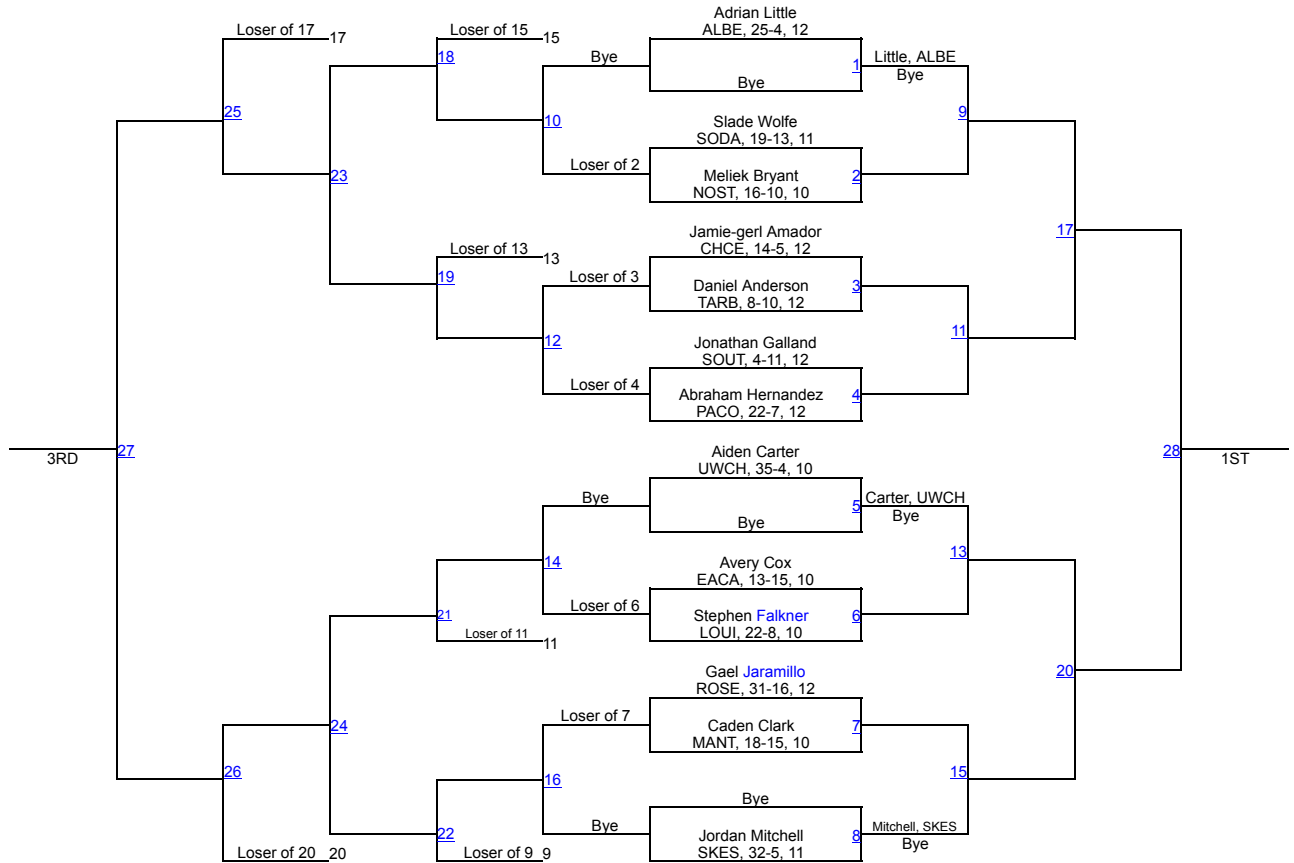 Adrian Little
Loser of 17 17
Loser of 15 15
ALBE, 25-4, 12
18
Bye
1
Little, ALBE
Bye
Bye
25
10
9
Slade Wolfe
SODA, 19-13, 11
Loser of 2
Meliek Bryant
2
23
NOST, 16-10, 10
Jamie-gerl Amador
17
Loser of 13 13
CHCE, 14-5, 12
19
Loser of 3
Daniel Anderson
3
TARB, 8-10, 12
12
11
Jonathan Galland
SOUT, 4-11, 12
Loser of 4
Abraham Hernandez
4
PACO, 22-7, 12
3RD
27
Aiden Carter
28
1ST
UWCH, 35-4, 10
Bye
5
Carter, UWCH
Bye
Bye
14
13
Avery Cox
EACA, 13-15, 10
21
Loser of 6
Stephen Falkner
6
LOUI, 22-8, 10
Loser of 11 11
Gael Jaramillo
20
ROSE, 31-16, 12
24
Loser of 7
Caden Clark
7
MANT, 18-15, 10
26
16
15
Bye
22
Bye
Jordan Mitchell
8
Mitchell, SKES
Bye
Loser of 20 20
Loser of 9 9
SKES, 32-5, 11